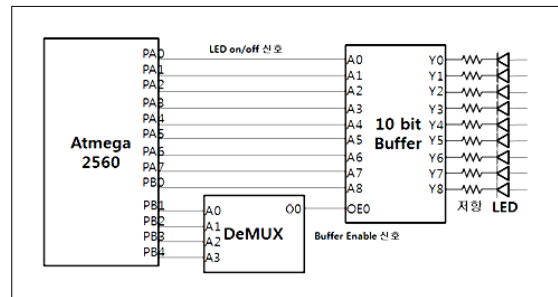 LED on/off 신호
PA0 A0 Y0
PA1 A1 Y1
PA2 A2 Y2
PA3 A3 Y3
PA4 A4 Y4
PA5 A5 Y5
PA6 A6 Y6
PA7 A7 Y7
PB0 A8 Y8
Atmega
2560
10 bit
Buffer
PB1 A0 O0 OE0
PB2 A1
PB3 A2
PB4 A3
DeMUX
Buffer Enable 신호
저항 LED